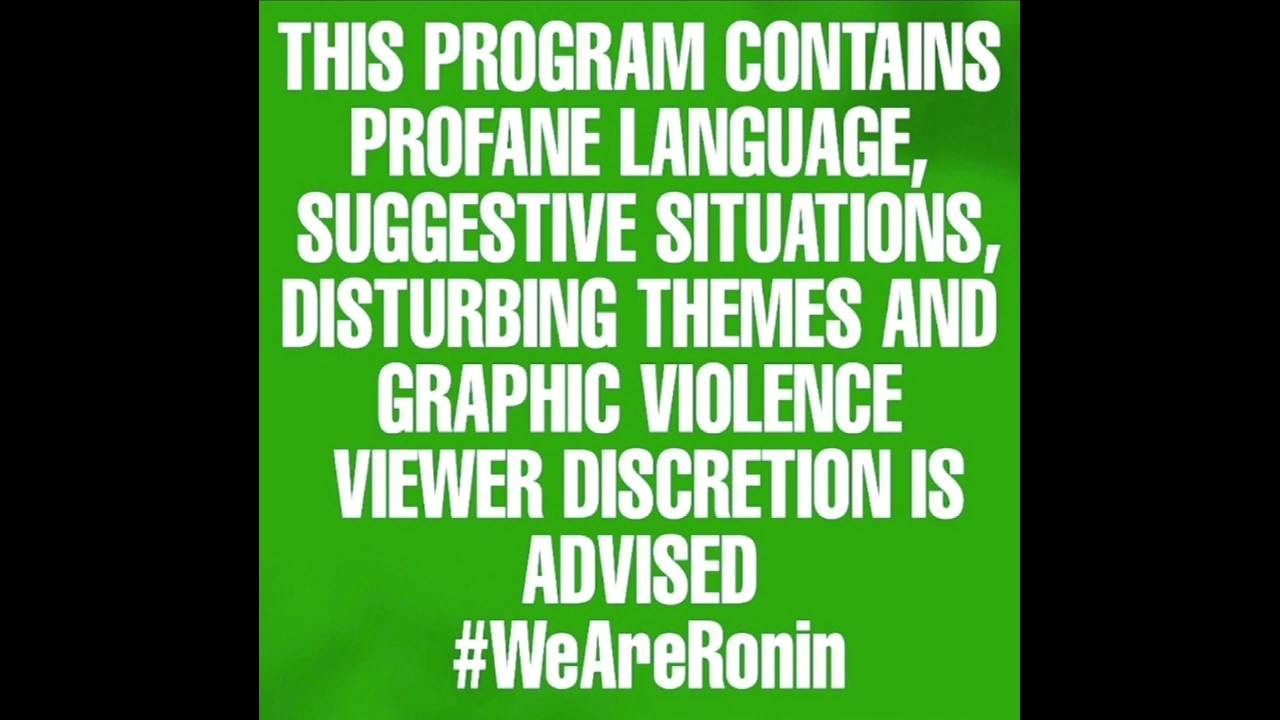 THIS PROGRAM CONTAINS
PROFANE LANGUAGE,
SUGGESTIVE SITUATIONS,
DISTURBING THEMES AND
GRAPHIC VIOLENCE
VIEWER DISCRETION IS
ADVISED
#WeAreRonin